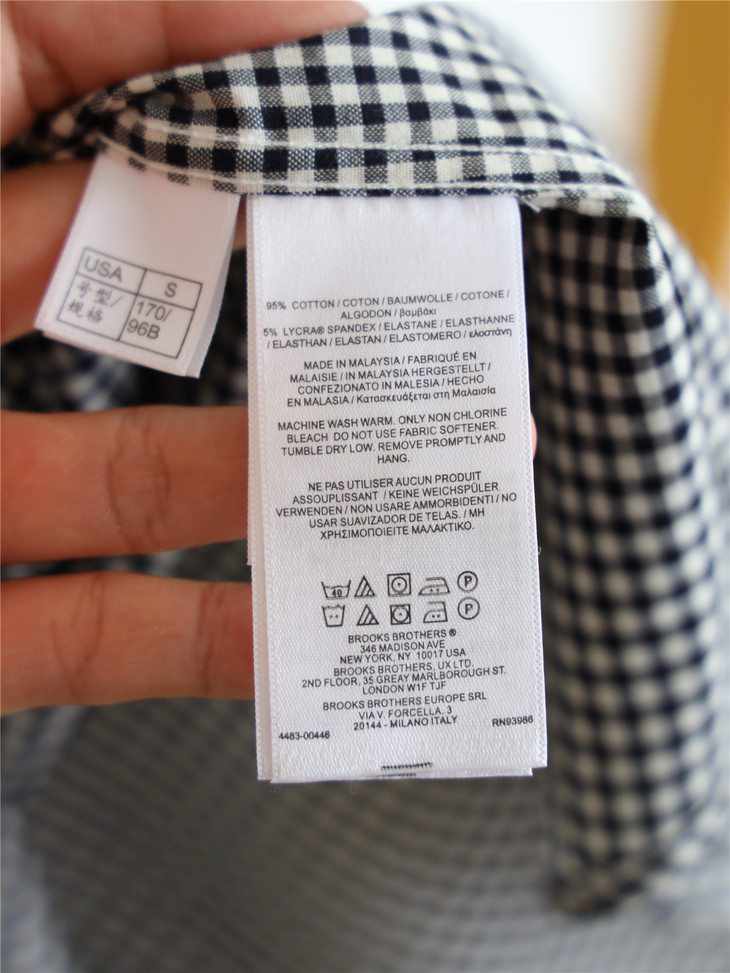 USA S
号型/ 170/
规格 96B
95% COTTON / COTON / BAUMWOLLE / COTONE /
ALGODON / βαμβάκι
5% LYCRA® SPANDEX / ELASTANE / ELASTHANNE
/ ELASTHAN / ELASTAN / ELASTOMERO / ελοστάνη
MADE IN MALAYSIA / FABRIQUÉ EN
MALAISIE / IN MALAYSIA HERGESTELLT /
CONFEZIONATO IN MALESIA / HECHO
EN MALASIA / Κατασκευάζεται στη Μαλαισία
MACHINE WASH WARM. ONLY NON CHLORINE
BLEACH DO NOT USE FABRIC SOFTENER.
TUMBLE DRY LOW. REMOVE PROMPTLY AND
HANG.
NE PAS UTILISER AUCUN PRODUIT
ASSOUPLISSANT / KEINE WEICHSPÜLER
VERWENDEN / NON USARE AMMORBIDENTI / NO
USAR SUAVIZADOR DE TELAS. / ΜΗ
ΧΡΗΣΙΜΟΠΟΙΕΙΤΕ ΜΑΛΑΚΤΙΚΟ.
40 P
P
BROOKS BROTHERS ®
346 MADISON AVE
NEW YORK, NY 10017 USA
BROOKS BROTHERS, UX LTD.
2ND FLOOR, 35 GREAY MARLBOROUGH ST.
LONDON W1F TJF
BROOKS BROTHERS EUROPE SRL
VIA V. FORCELLA. 3
20144 - MILANO ITALY
4483-00446 RN93986